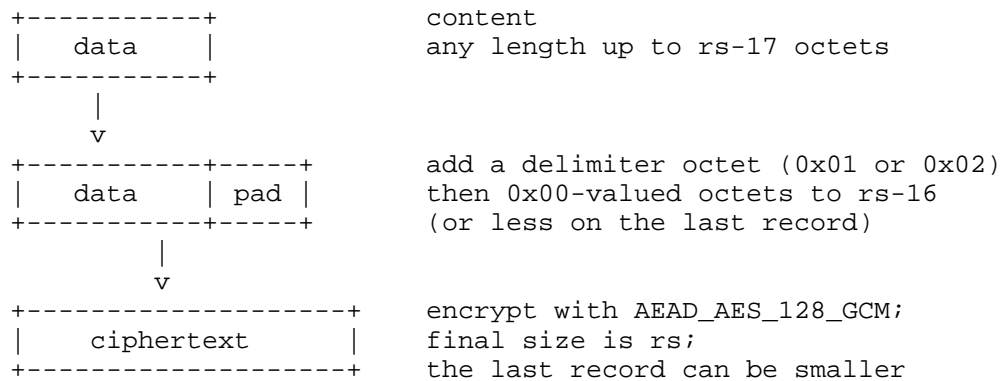 +-----------+             content
|   data    |             any length up to rs-17 octets
+-----------+
     |
     v
+-----------+-----+       add a delimiter octet (0x01 or 0x02)
|   data    | pad |       then 0x00-valued octets to rs-16
+-----------+-----+       (or less on the last record)
         |
         v
+--------------------+    encrypt with AEAD_AES_128_GCM;
|    ciphertext      |    final size is rs;
+--------------------+    the last record can be smaller